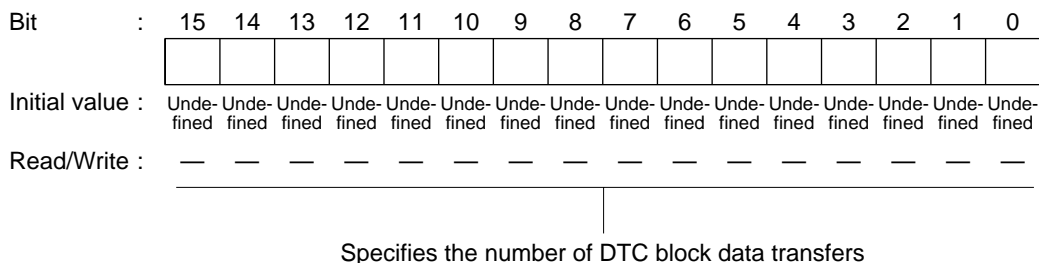 Bit : 15 14 13 12 11 10 9 8 7 6 5 4 3 2 1 0
Initial value : Unde- Unde- Unde- Unde- Unde- Unde- Unde- Unde- Unde- Unde- Unde- Unde- Unde- Unde- Unde- Unde-
fined fined fined fined fined fined fined fined fined fined fined fined fined fined fined fined
Read/Write : — — — — — — — — — — — — — — — —
Specifies the number of DTC block data transfers